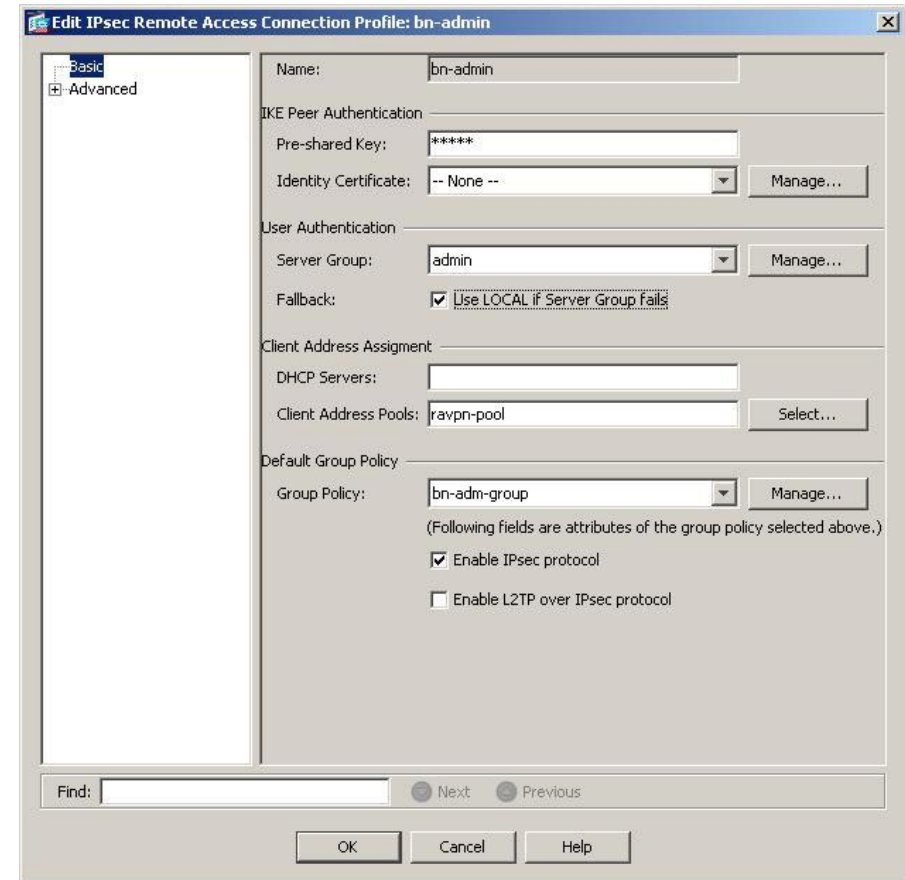 Edit IPsec Remote Access Connection Profile: bn-admin
Basic
Advanced
Name: bn-admin
IKE Peer Authentication
Pre-shared Key: *****
Identity Certificate: -- None -- Manage...
User Authentication
Server Group: admin Manage...
Fallback: Use LOCAL if Server Group fails
Client Address Assigment
DHCP Servers:
Client Address Pools: ravpn-pool Select...
Default Group Policy
Group Policy: bn-adm-group Manage...
(Following fields are attributes of the group policy selected above.)
Enable IPsec protocol
Enable L2TP over IPsec protocol
Find: Next Previous
OK Cancel Help